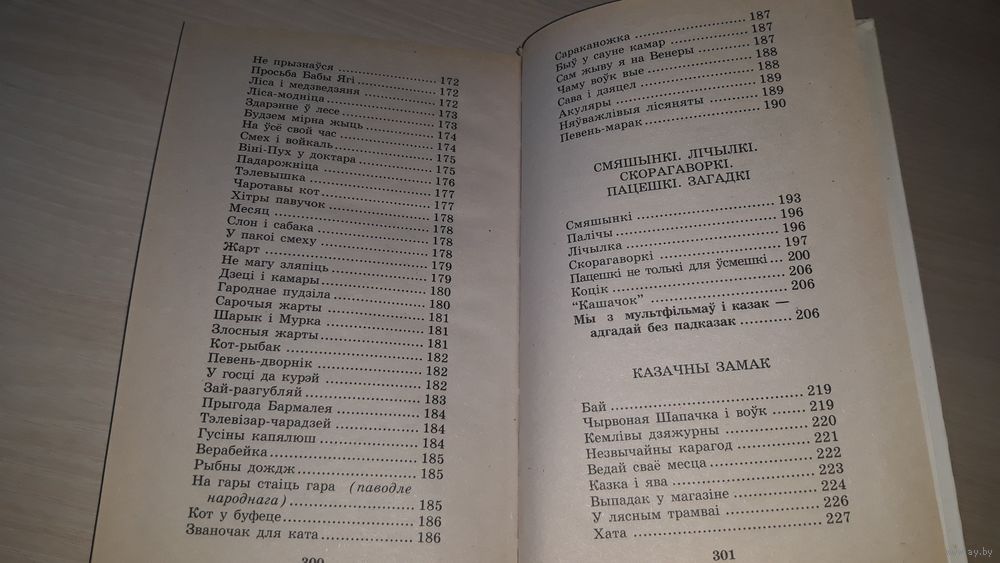 Не прызнаўся 172
Просьба Бабы Ягі 172
Ліса і медзведзяня 172
Ліса-модніца 173
Здарэнне ў лесе 173
Будзем мірна жыць 174
На ўсё свой час 174
Смех і войкаль 175
Віні-Пух у доктара 175
Падарожніца 176
Тэлевышка 177
Чаротавы кот 177
Хітры павучок 178
Месяц 178
Слон і сабака 178
У пакоі смеху 178
Жарт 179
Не магу зляпіць 179
Дзеці і камары 180
Гароднае пудзіла 180
Сарочыя жарты 181
Шарык і Мурка 181
Злосныя жарты 181
Кот-рыбак 182
Певень-дворнік 182
У госці да курэй 182
Зай-разгубляй 183
Прыгода Бармалея 184
Тэлевізар-чарадзей 184
Гусіны капялюш 184
Верабейка 185
Рыбны дождж 185
На гары стаіць гара (паводле
народнага) 185
Кот у буфеце 186
Званочак для ката 186
300
Сараканожка 187
Быў у сауне камар 187
Сам жыву я на Венеры 187
Чаму воўк вые 188
Сава і дзяцел 188
Акуляры 189
Няўважлівыя лісяняты 189
Певень-марак 190
СМЯШЫНКІ. ЛІЧЫЛКІ.
СКОРАГАВОРКІ.
ПАЦЕШКІ. ЗАГАДКІ
Смяшынкі 193
Палічы 196
Лічылка 196
Скорагаворкі 197
Пацешкі не толькі для ўсмешкі 200
Коцік 206
“Кашачок” 206
Мы з мультфільмаў і казак —
адгадай без падказак 206
КАЗАЧНЫ ЗАМАК
Бай 219
Чырвоная Шапачка і воўк 219
Кемлівы дзяжурны 220
Незвычайны карагод 221
Ведай сваё месца 222
Казка і ява 223
Выпадак у магазіне 224
У лясным трамваі 226
Хата 227
301